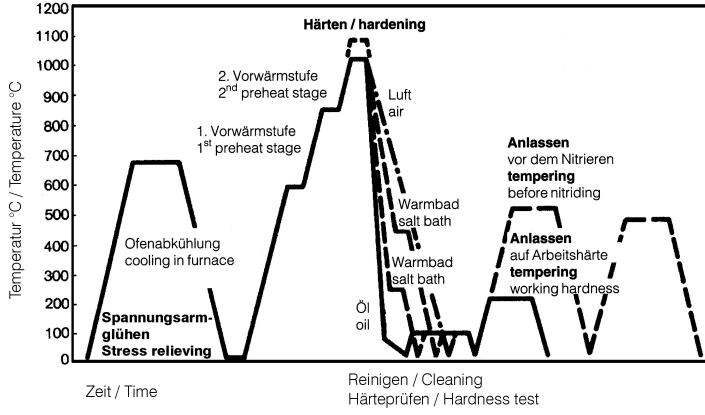 Temperatur °C / Temperature °C
1200
1100
1000
900
800
700
600
500
400
300
200
100
0
Härten / hardening
2. Vorwärmstufe
2nd preheat stage
1. Vorwärmstufe
1st preheat stage
Luft
air
Warmbad
salt bath
Warmbad
salt bath
Öl
oil
Anlassen
vor dem Nitrieren
tempering
before nitriding
Anlassen
auf Arbeitshärte
tempering
working hardness
Ofenabkühlung
cooling in furnace
Spannungsarm-
glühen
Stress relieving
Zeit / Time
Reinigen / Cleaning
Härteprüfen / Hardness test